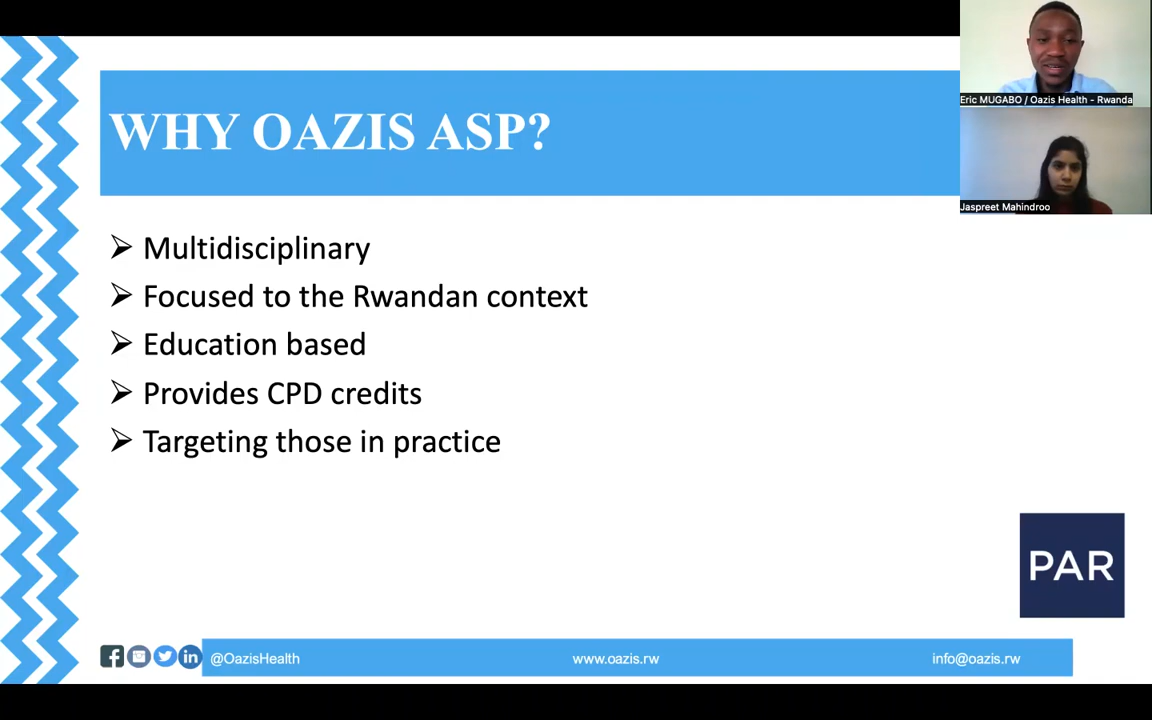 WHY OAZIS ASP?
Eric MUGABO / Oazis Health - Rwanda
Jaspreet Mahindroo
➢ Multidisciplinary
➢ Focused to the Rwandan context
➢ Education based
➢ Provides CPD credits
➢ Targeting those in practice
PAR
@OazisHealth
www.oazis.rw
info@oazis.rw